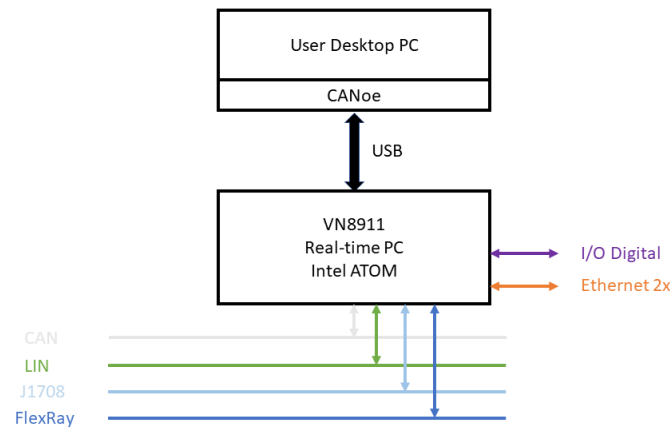 User Desktop PC
CANoe
USB
VN8911
Real-time PC
Intel ATOM
I/O Digital
Ethernet 2x
CAN
LIN
J1708
FlexRay